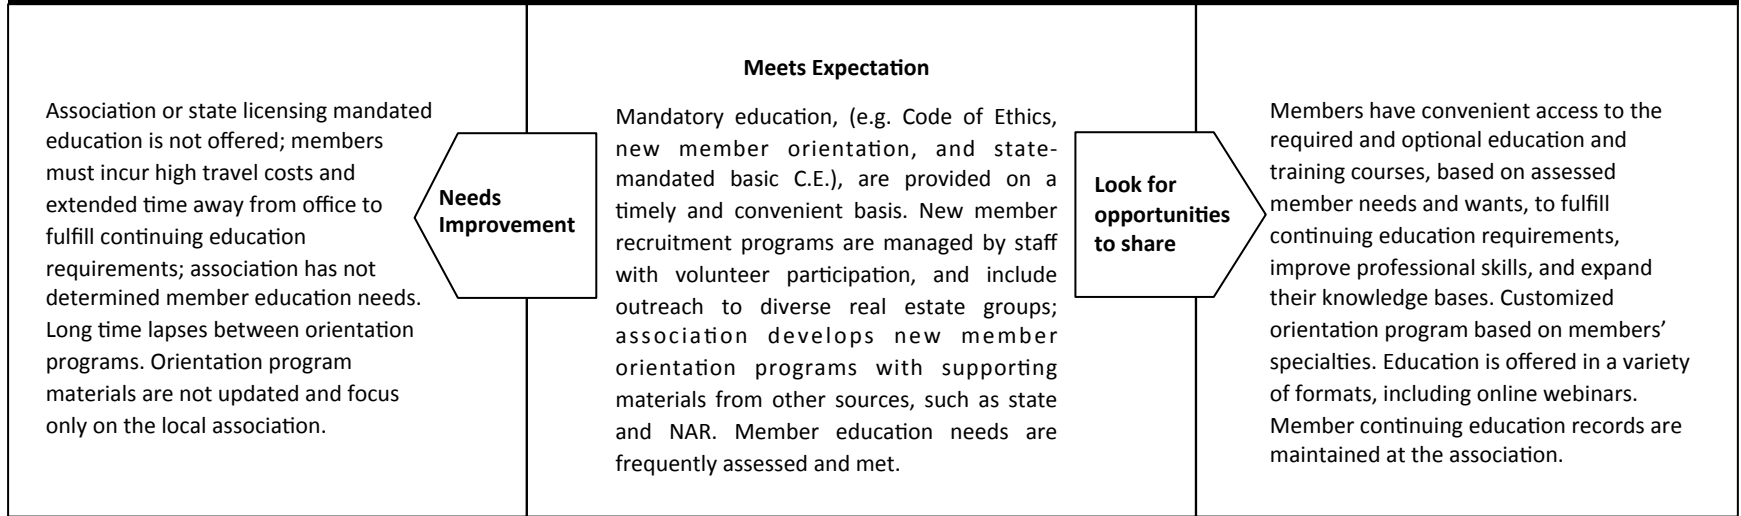 Association or state licensing mandated
education is not offered; members
must incur high travel costs and
extended time away from office to
fulfill continuing education
requirements; association has not
determined member education needs.
Long time lapses between orientation
programs. Orientation program
materials are not updated and focus
only on the local association.
Needs
Improvement
Meets Expectation
Mandatory education, (e.g. Code of Ethics,
new member orientation, and state-
mandated basic C.E.), are provided on a
timely and convenient basis. New member
recruitment programs are managed by staff
with volunteer participation, and include
outreach to diverse real estate groups;
association develops new member
orientation programs with supporting
materials from other sources, such as state
and NAR. Member education needs are
frequently assessed and met.
Look for
opportunities
to share
Members have convenient access to the
required and optional education and
training courses, based on assessed
member needs and wants, to fulfill
continuing education requirements,
improve professional skills, and expand
their knowledge bases. Customized
orientation program based on members’
specialties. Education is offered in a variety
of formats, including online webinars.
Member continuing education records are
maintained at the association.